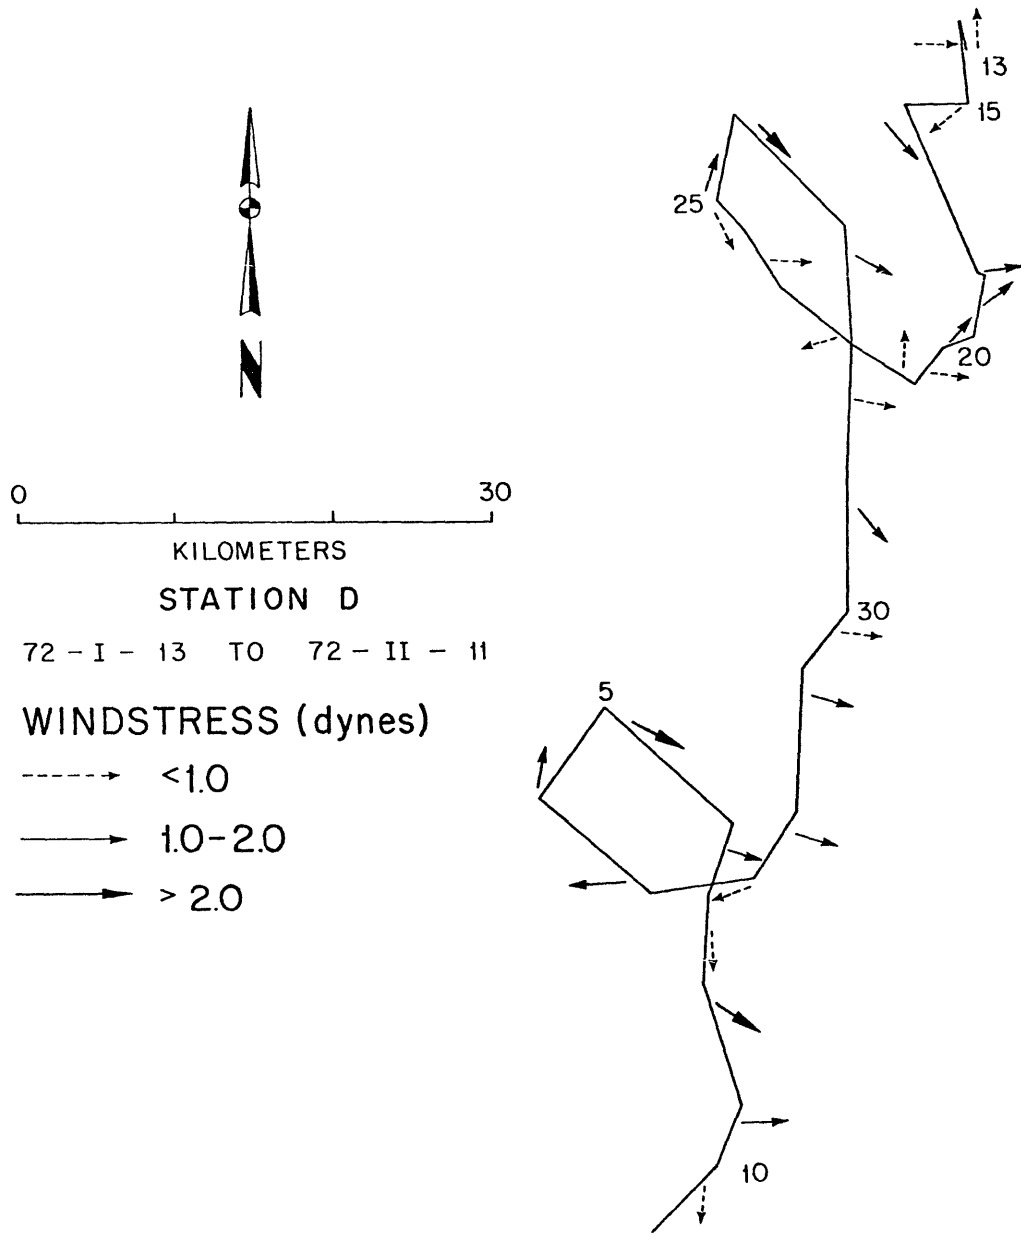 13
15
25
20
N
0 30
KILOMETERS
STATION D
30
72-I-13 TO 72-II-11
5
WINDSTRESS (dynes)
<1.0
1.0-2.0
> 2.0
10